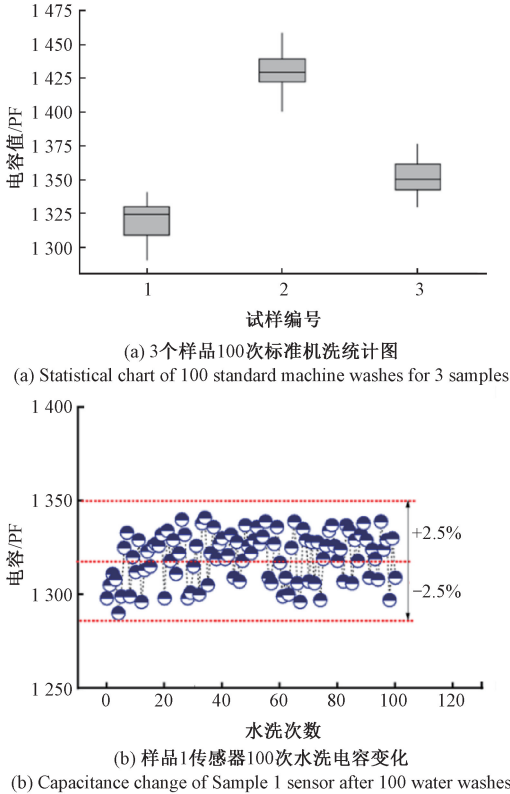 1 475
1 450
1 425
1 400
1 375
1 350
1 325
1 300
电容值/PF
1 2 3
试样编号
(a) 3个样品100次标准机洗统计图
(a) Statistical chart of 100 standard machine washes for 3 samples
1 400
1 350
1 300
1 250
电容/PF
+2.5%
−2.5%
0 20 40 60 80 100 120
水洗次数
(b) 样品1传感器100次水洗电容变化
(b) Capacitance change of Sample 1 sensor after 100 water washes